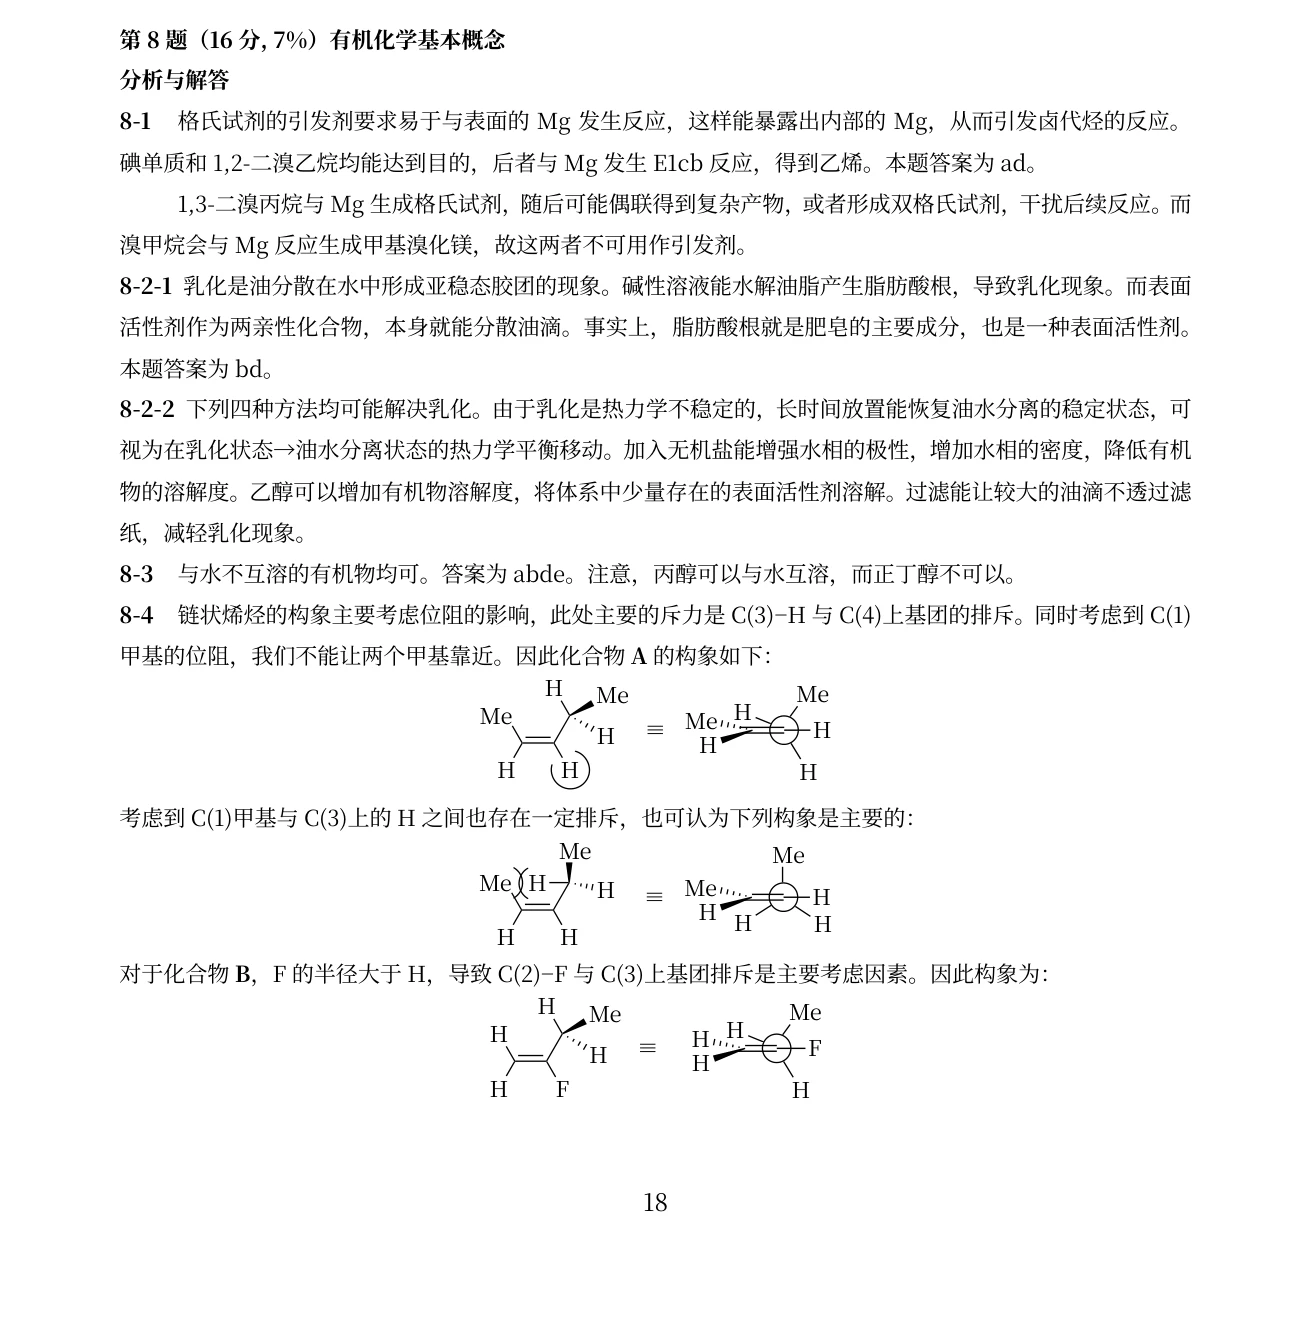 第 8 题（16 分, 7%）有机化学基本概念
分析与解答
8-1 格氏试剂的引发剂要求易于与表面的 Mg 发生反应，这样能暴露出内部的 Mg，从而引发卤代烃的反应。
碘单质和 1,2-二溴乙烷均能达到目的，后者与 Mg 发生 E1cb 反应，得到乙烯。本题答案为 ad。
1,3-二溴丙烷与 Mg 生成格氏试剂，随后可能偶联得到复杂产物，或者形成双格氏试剂，干扰后续反应。而
溴甲烷会与 Mg 反应生成甲基溴化镁，故这两者不可用作引发剂。
8-2-1 乳化是油分散在水中形成亚稳态胶团的现象。碱性溶液能水解油脂产生脂肪酸根，导致乳化现象。而表面
活性剂作为两亲性化合物，本身就能分散油滴。事实上，脂肪酸根就是肥皂的主要成分，也是一种表面活性剂。
本题答案为 bd。
8-2-2 下列四种方法均可能解决乳化。由于乳化是热力学不稳定的，长时间放置能恢复油水分离的稳定状态，可
视为在乳化状态→油水分离状态的热力学平衡移动。加入无机盐能增强水相的极性，增加水相的密度，降低有机
物的溶解度。乙醇可以增加有机物溶解度，将体系中少量存在的表面活性剂溶解。过滤能让较大的油滴不透过滤
纸，减轻乳化现象。
8-3 与水不互溶的有机物均可。答案为 abde。注意，丙醇可以与水互溶，而正丁醇不可以。
8-4 链状烯烃的构象主要考虑位阻的影响，此处主要的斥力是 C(3)−H 与 C(4)上基团的排斥。同时考虑到 C(1)
甲基的位阻，我们不能让两个甲基靠近。因此化合物 A 的构象如下：
H Me Me
Me H H Me H H ≡ H
H H H
考虑到 C(1)甲基与 C(3)上的 H 之间也存在一定排斥，也可认为下列构象是主要的：
Me Me
Me H H ≡ Me H
H H H H H
对于化合物 B，F 的半径大于 H，导致 C(2)−F 与 C(3)上基团排斥是主要考虑因素。因此构象为：
H Me Me
H H ≡ H H F
H F H H
18